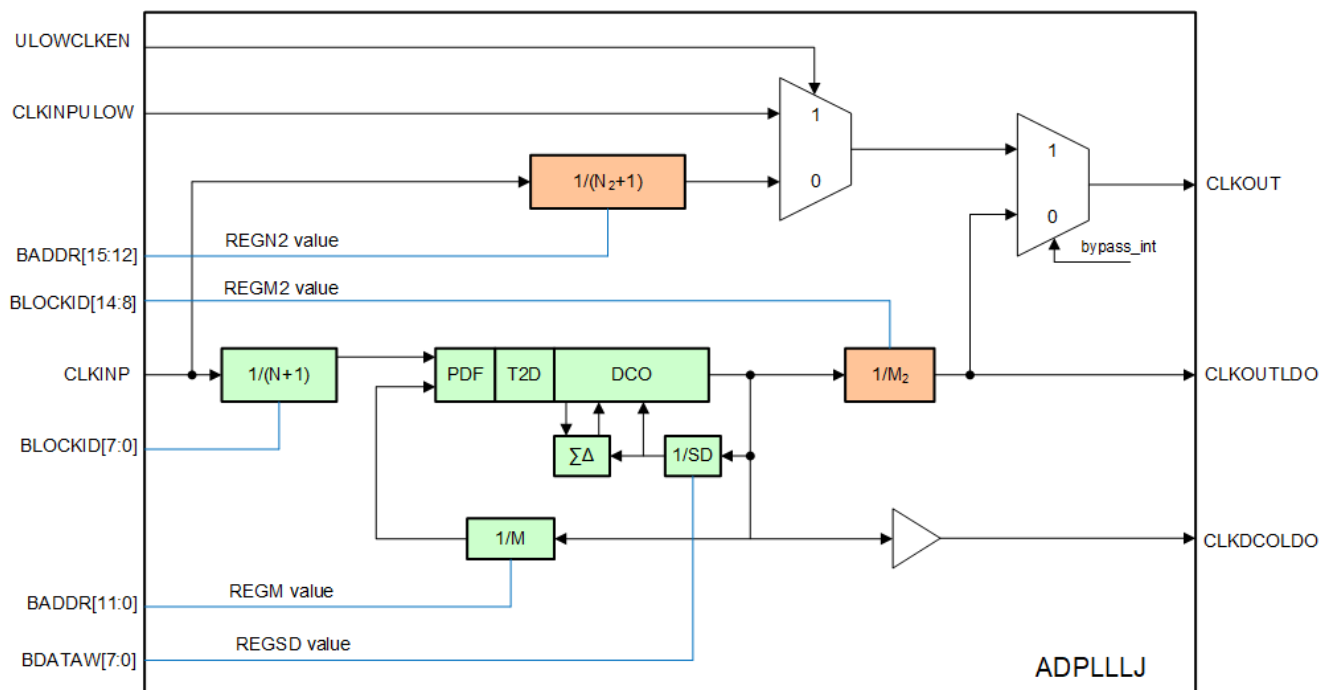 ULOWCLKEN
CLKINPULOW
1
0
1/(N₂+1)
1
0
CLKOUT
bypass_int
BADDR[15:12]
REGN2 value
BLOCKID[14:8]
REGM2 value
CLKINP
1/(N+1)
PDF
T2D
DCO
1/M₂
CLKOUTLDO
BLOCKID[7:0]
∑Δ
1/SD
1/M
CLKDCOLDO
BADDR[11:0]
REGM value
BDATAW[7:0]
REGSD value
ADPLLLJ